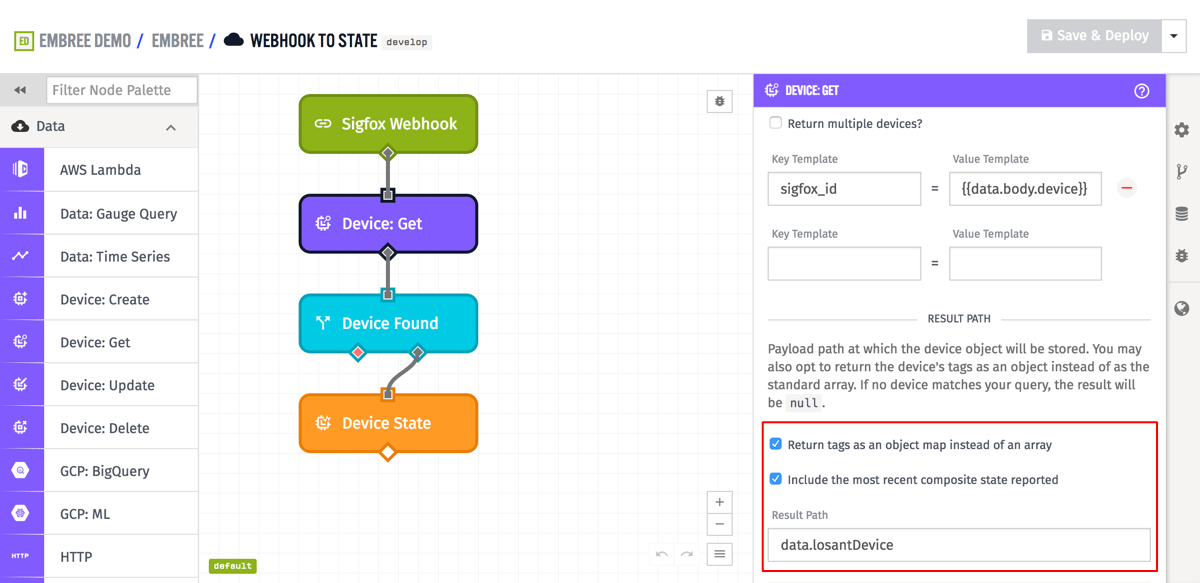 ED EMBREE DEMO / EMBREE / WEBHOOK TO STATE develop
Save & Deploy
Filter Node Palette
Data
AWS Lambda
Data: Gauge Query
Data: Time Series
Device: Create
Device: Get
Device: Update
Device: Delete
GCP: BigQuery
GCP: ML
HTTP HTTP
Sigfox Webhook
Device: Get
Device Found
Device State
default
DEVICE: GET
Return multiple devices?
Key Template Value Template
sigfox_id = {{data.body.device}}
Key Template Value Template
=
RESULT PATH
Payload path at which the device object will be stored. You may
also opt to return the device's tags as an object instead of as the
standard array. If no device matches your query, the result will
be null.
Return tags as an object map instead of an array
Include the most recent composite state reported
Result Path
data.losantDevice